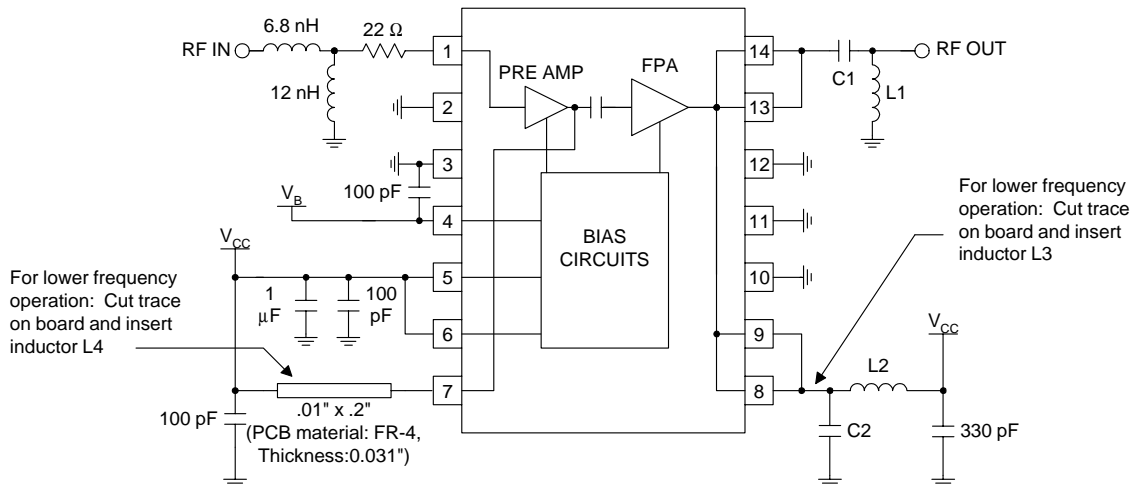 6.8 nH
22 Ω
RF IN
12 nH
1
2
3
4
5
6
7
14
13
12
11
10
9
8
PRE AMP
FPA
BIAS
CIRCUITS
C1
L1
RF OUT
100 pF
V_B
V_CC
1
μF
100
pF
For lower frequency
operation: Cut trace
on board and insert
inductor L4
100 pF
.01" x .2"
(PCB material: FR-4,
Thickness:0.031")
For lower frequency
operation: Cut trace
on board and insert
inductor L3
V_CC
L2
C2
330 pF